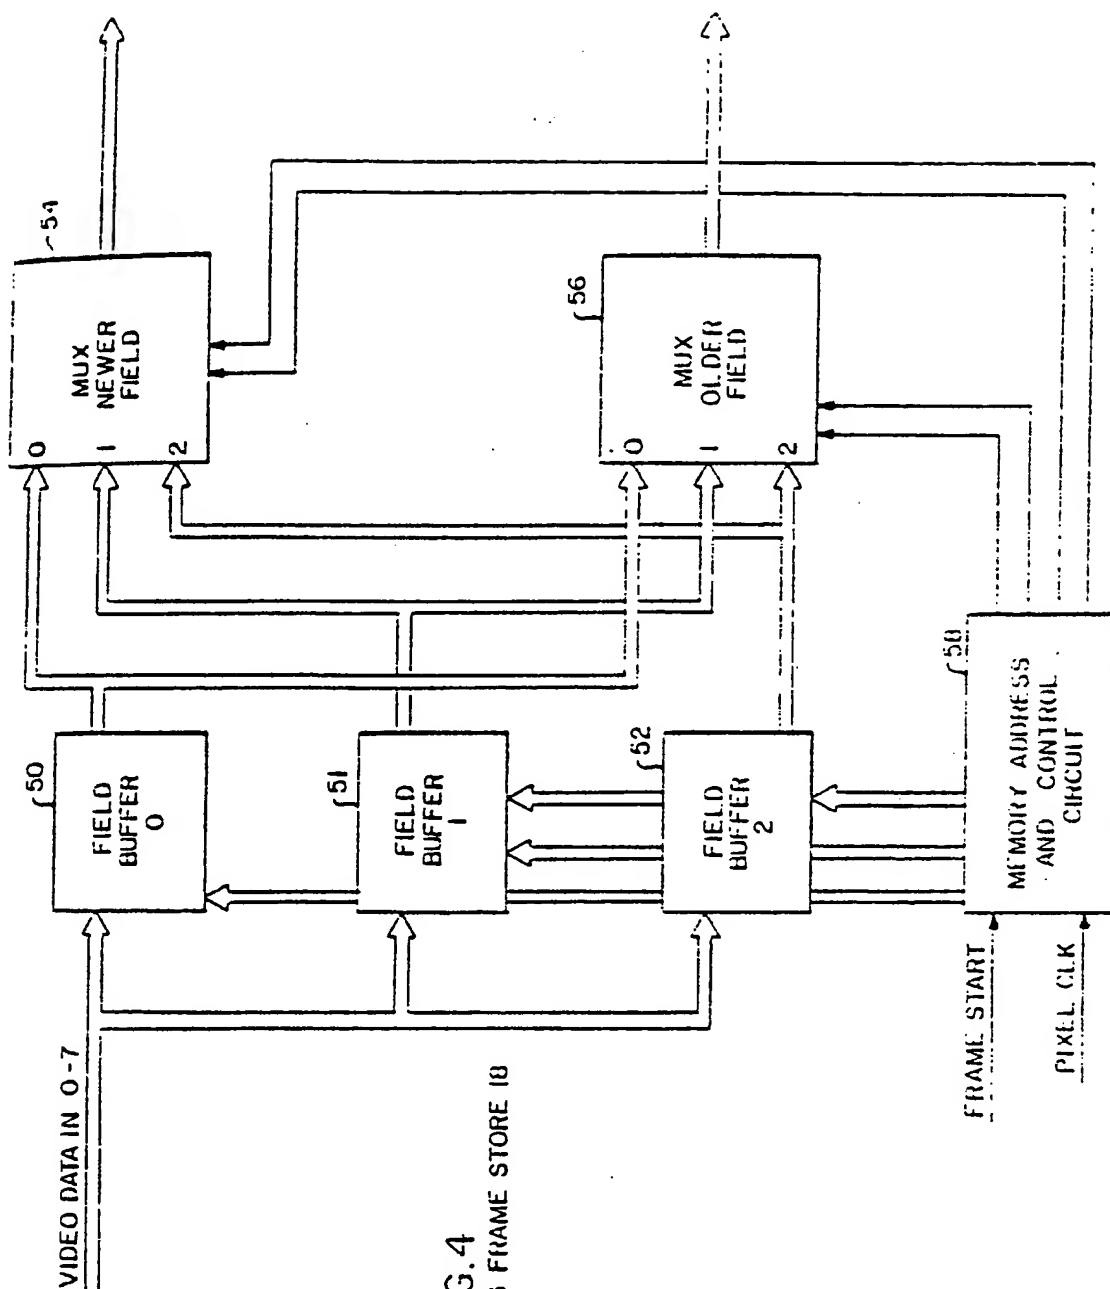 VIDEO DATA IN 0-7
50
FIELD
BUFFER
0
51
FIELD
BUFFER
1
52
FIELD
BUFFER
2
58
MEMORY ADDRESS
AND CONTROL
CIRCUIT
FRAME START
PIXEL CLK
54
MUX
NEWER
FIELD
0
1
2
56
MUX
OLDER
FIELD
0
1
2
G.4
FRAME STORE 18